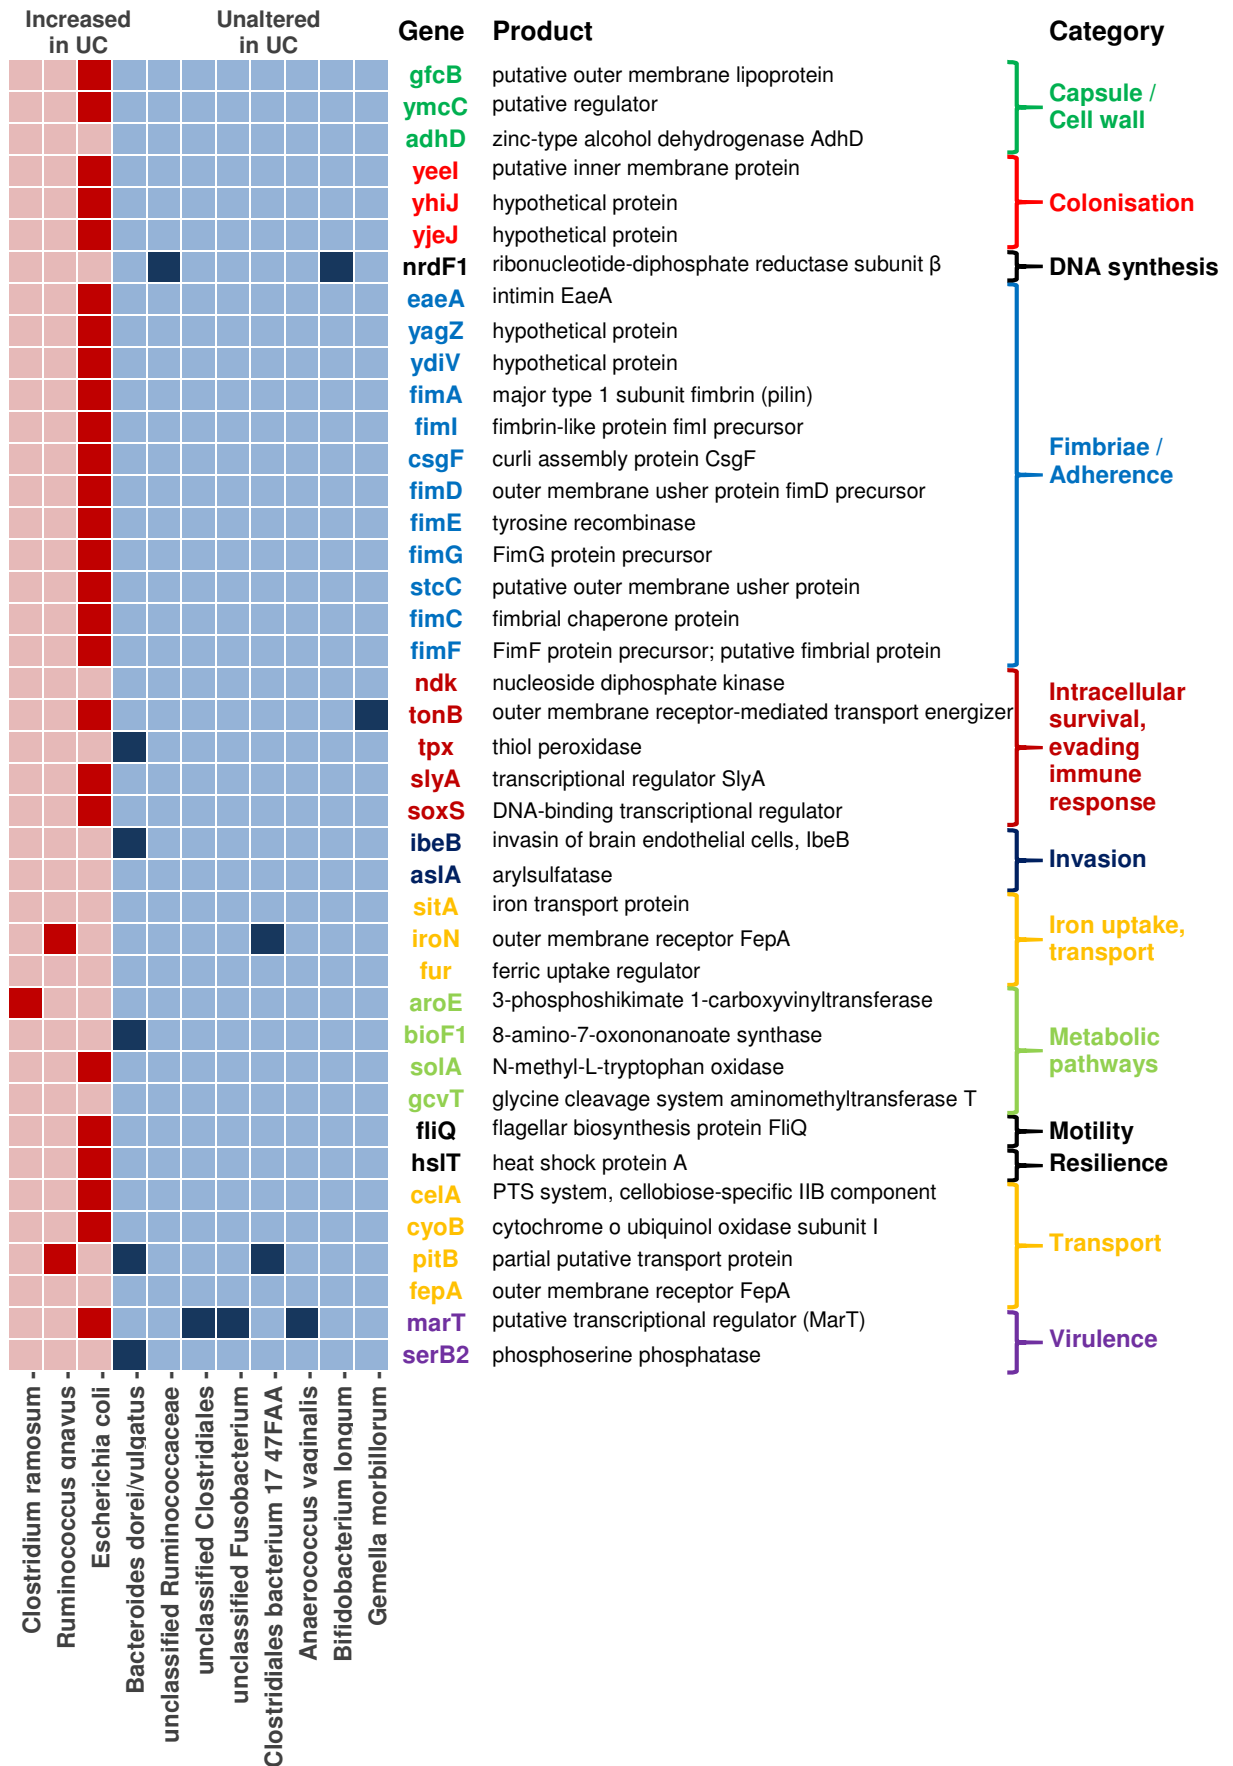 Increased
in UC
Unaltered
in UC
Gene Product Category
gfcB putative outer membrane lipoprotein
ymcC putative regulator
adhD zinc-type alcohol dehydrogenase AdhD
Capsule /
Cell wall
yeeI putative inner membrane protein
yhiJ hypothetical protein
yjeJ hypothetical protein
Colonisation
nrdF1 ribonucleotide-diphosphate reductase subunit β
DNA synthesis
eaeA intimin EaeA
yagZ hypothetical protein
ydiV hypothetical protein
fimA major type 1 subunit fimbrin (pilin)
fimI fimbrin-like protein fimI precursor
csgF curli assembly protein CsgF
fimD outer membrane usher protein fimD precursor
fimE tyrosine recombinase
fimG FimG protein precursor
stcC putative outer membrane usher protein
fimC fimbrial chaperone protein
fimF FimF protein precursor; putative fimbrial protein
Fimbriae /
Adherence
ndk nucleoside diphosphate kinase
tonB outer membrane receptor-mediated transport energizer
tpx thiol peroxidase
slyA transcriptional regulator SlyA
soxS DNA-binding transcriptional regulator
Intracellular
survival,
evading
immune
response
ibeB invasin of brain endothelial cells, IbeB
aslA arylsulfatase
Invasion
sitA iron transport protein
iroN outer membrane receptor FepA
fur ferric uptake regulator
Iron uptake,
transport
aroE 3-phosphoshikimate 1-carboxyvinyltransferase
bioF1 8-amino-7-oxononanoate synthase
solA N-methyl-L-tryptophan oxidase
gcvT glycine cleavage system aminomethyltransferase T
Metabolic
pathways
fliQ flagellar biosynthesis protein FliQ
Motility
hslT heat shock protein A
Resilience
celA PTS system, cellobiose-specific IIB component
cyoB cytochrome o ubiquinol oxidase subunit I
pitB partial putative transport protein
fepA outer membrane receptor FepA
Transport
marT putative transcriptional regulator (MarT)
serB2 phosphoserine phosphatase
Virulence
Clostridium ramosum
Ruminococcus gnavus
Escherichia coli
Bacteroides dorei/vulgatus
unclassified Ruminococcaceae
unclassified Clostridiales
unclassified Fusobacterium
Clostridiales bacterium 17 47FAA
Anaerococcus vaginalis
Bifidobacterium longum
Gemella morbillorum